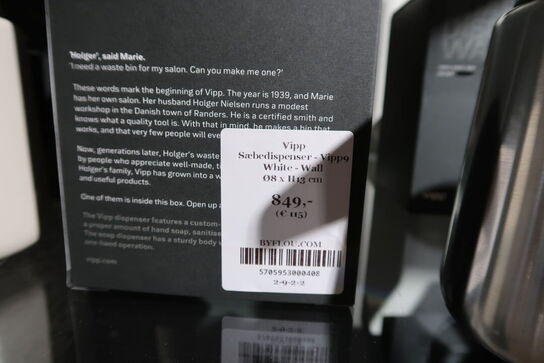 'Holger', said Marie.
'I need a waste bin for my salon. Can you make me one?'
These words mark the beginning of Vipp. The year is 1939, and Marie
has her own salon. Her husband Holger Nielsen runs a modest
workshop in the Danish town of Randers. He is a certified smith and
knows what a quality tool is. With that in mind, he makes a bin that
works, and that very few people will
Now, generations later, Holger's waste
by people who appreciate well-made,
Holger's family, Vipp has grown into a
and useful products.
One of them is inside this box. Open up
The Vipp dispenser features a custom-
a proper amount of hand soap, sanitise
The soap dispenser has a sturdy body
one-hand operation.
vipp.com
Vipp
Sæbedispenser - Vipp9
White - Wall
Ø8 x H13 cm
849,-
(€ 115)
BYFLOU.COM
5705953000408
2-9-2-2